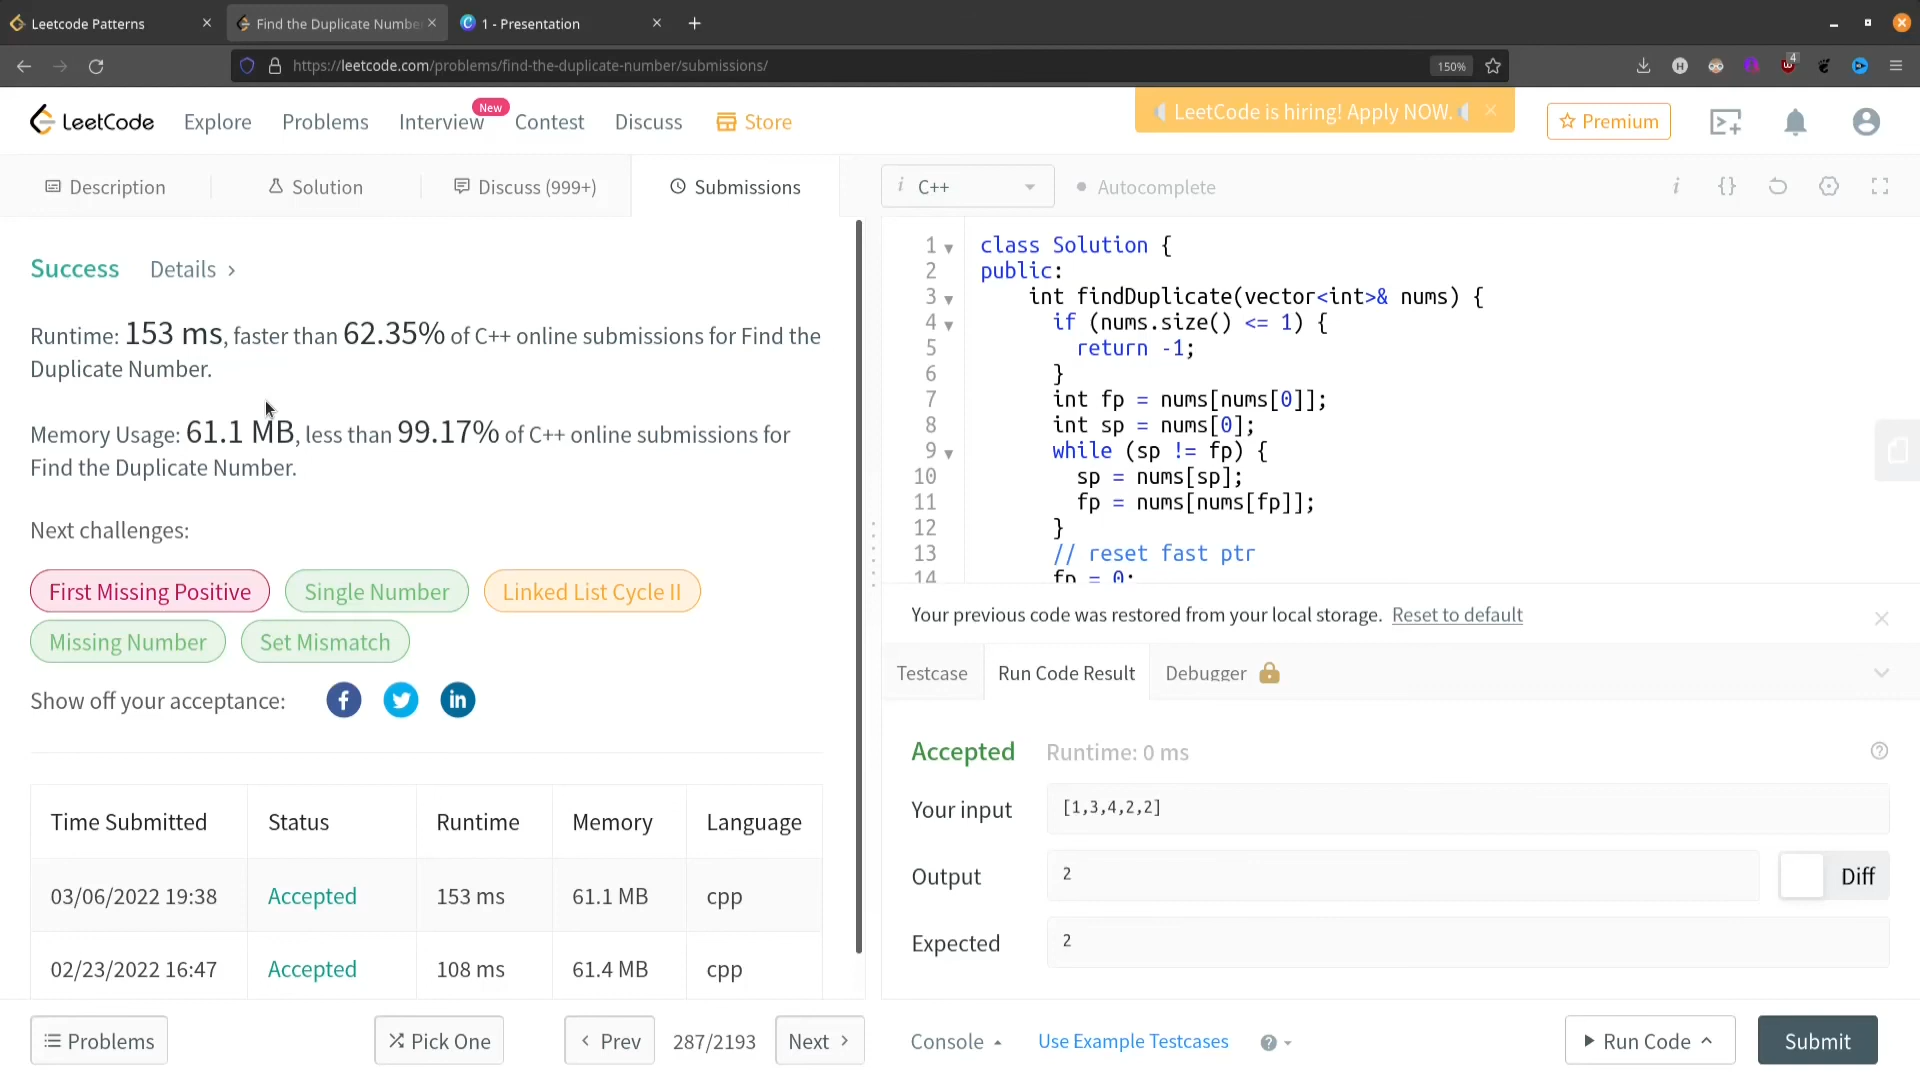 Leetcode Patterns
Find the Duplicate Numbe
1 - Presentation
https://leetcode.com/problems/find-the-duplicate-number/submissions/
150%
4
LeetCode
Explore
Problems
Interview
New
Contest
Discuss
Store
LeetCode is hiring! Apply NOW.
Premium
Description
Solution
Discuss (999+)
Submissions
i C++
Autocomplete
Success
Details
Runtime: 153 ms, faster than 62.35% of C++ online submissions for Find the
Duplicate Number.
Memory Usage: 61.1 MB, less than 99.17% of C++ online submissions for
Find the Duplicate Number.
Next challenges:
First Missing Positive
Single Number
Linked List Cycle II
Missing Number
Set Mismatch
Show off your acceptance:
Time Submitted Status Runtime Memory Language
03/06/2022 19:38 Accepted 153 ms 61.1 MB cpp
02/23/2022 16:47 Accepted 108 ms 61.4 MB cpp
Problems
Pick One
Prev
287/2193
Next
1 class Solution {
2 public:
3 int findDuplicate(vector<int>& nums) {
4 if (nums.size() <= 1) {
5 return -1;
6 }
7 int fp = nums[nums[0]];
8 int sp = nums[0];
9 while (sp != fp) {
10 sp = nums[sp];
11 fp = nums[nums[fp]];
12 }
13 // reset fast ptr
14 fp = 0;
Your previous code was restored from your local storage. Reset to default
Testcase
Run Code Result
Debugger
Accepted Runtime: 0 ms
Your input [1,3,4,2,2]
Output 2
Diff
Expected 2
Console
Use Example Testcases
Run Code
Submit